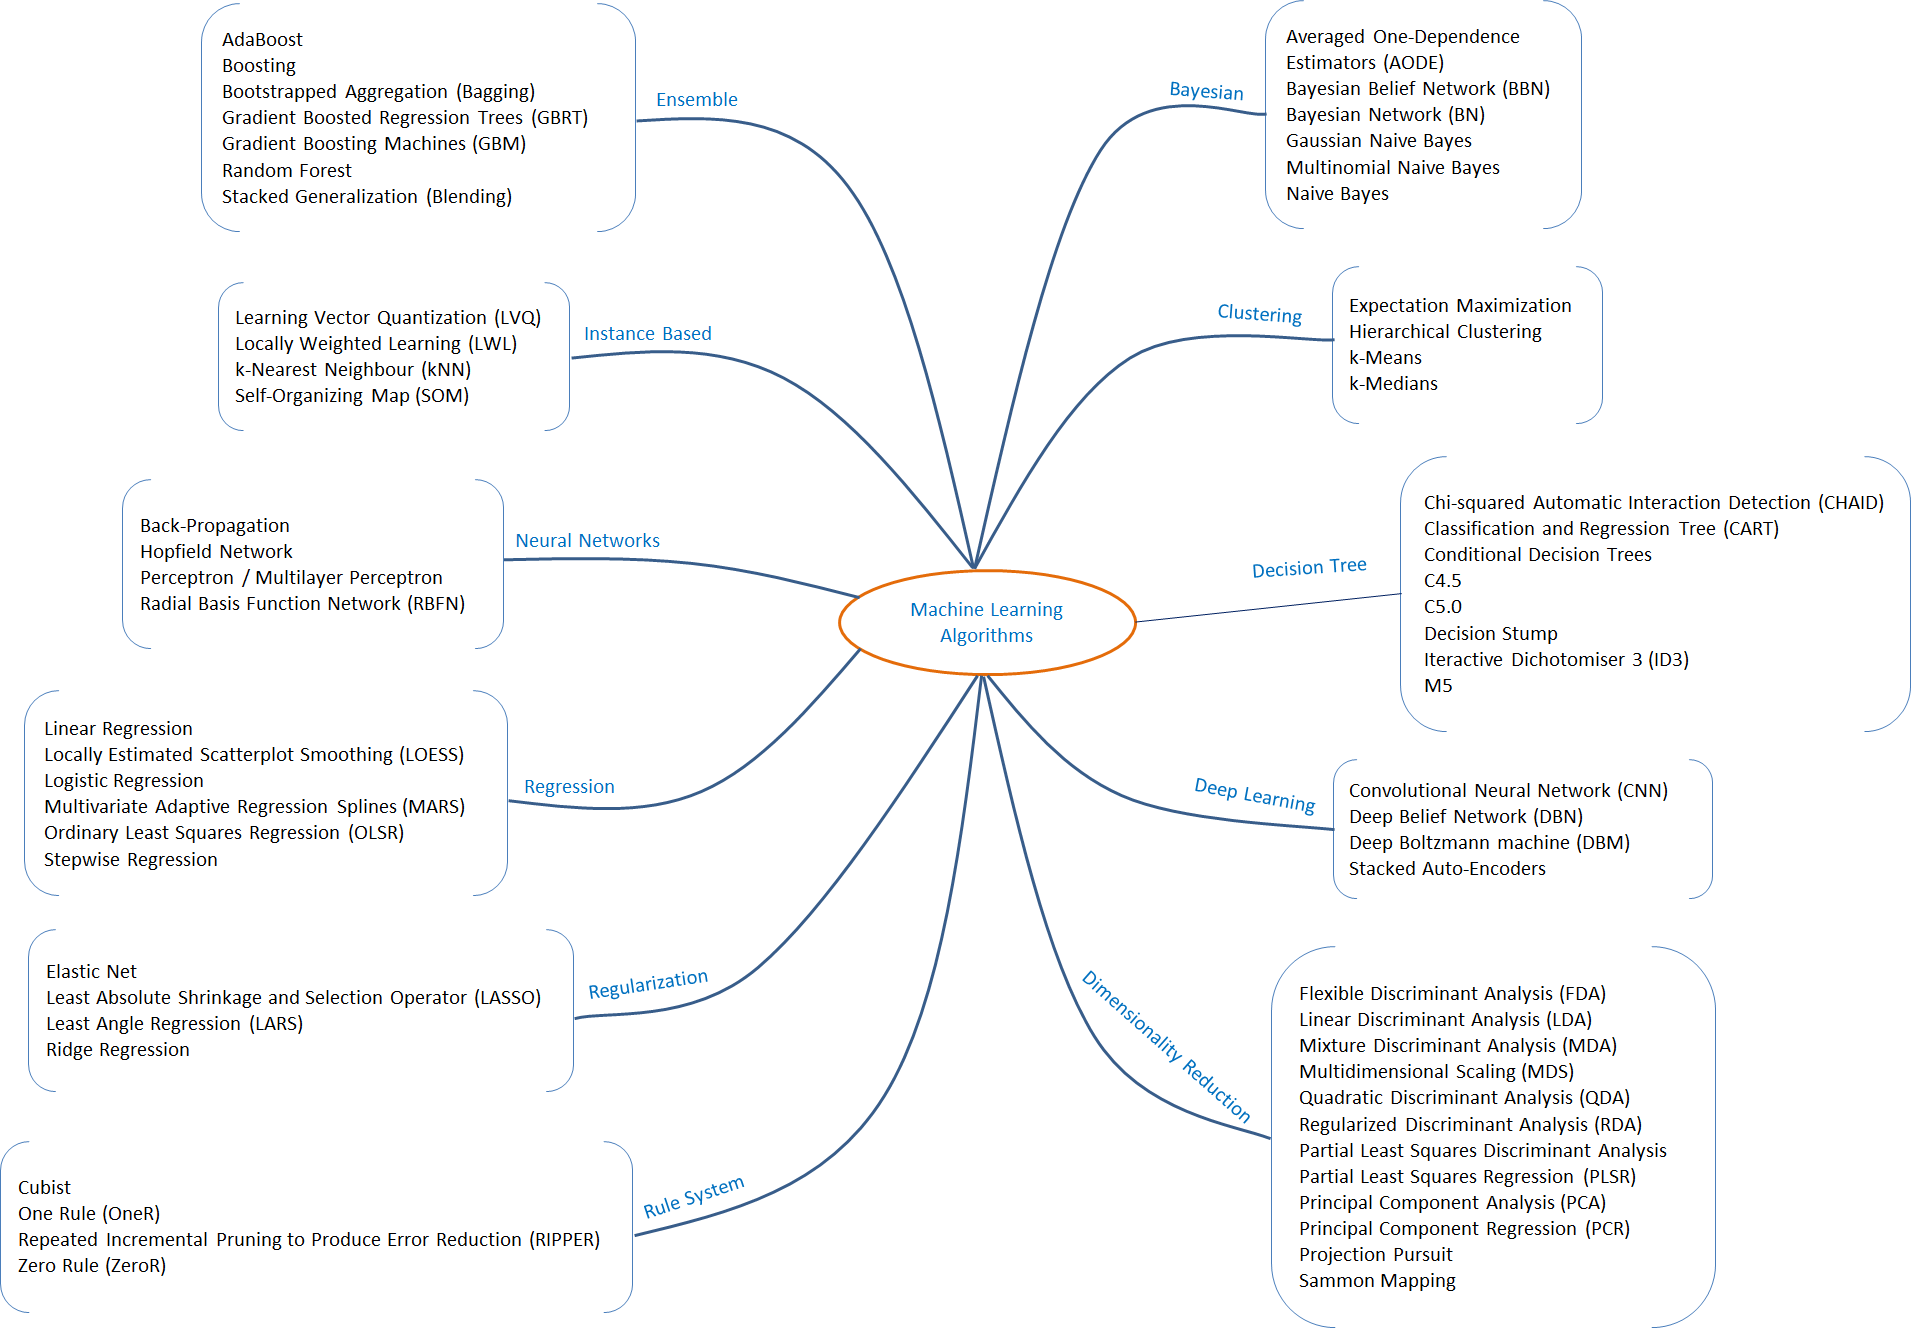 AdaBoost
Boosting
Bootstrapped Aggregation (Bagging)
Gradient Boosted Regression Trees (GBRT)
Gradient Boosting Machines (GBM)
Random Forest
Stacked Generalization (Blending)
Ensemble
Learning Vector Quantization (LVQ)
Locally Weighted Learning (LWL)
k-Nearest Neighbour (kNN)
Self-Organizing Map (SOM)
Instance Based
Back-Propagation
Hopfield Network
Perceptron / Multilayer Perceptron
Radial Basis Function Network (RBFN)
Neural Networks
Linear Regression
Locally Estimated Scatterplot Smoothing (LOESS)
Logistic Regression
Multivariate Adaptive Regression Splines (MARS)
Ordinary Least Squares Regression (OLSR)
Stepwise Regression
Regression
Elastic Net
Least Absolute Shrinkage and Selection Operator (LASSO)
Least Angle Regression (LARS)
Ridge Regression
Regularization
Cubist
One Rule (OneR)
Repeated Incremental Pruning to Produce Error Reduction (RIPPER)
Zero Rule (ZeroR)
Rule System
Machine Learning
Algorithms
Bayesian
Averaged One-Dependence
Estimators (AODE)
Bayesian Belief Network (BBN)
Bayesian Network (BN)
Gaussian Naive Bayes
Multinomial Naive Bayes
Naive Bayes
Clustering
Expectation Maximization
Hierarchical Clustering
k-Means
k-Medians
Decision Tree
Chi-squared Automatic Interaction Detection (CHAID)
Classification and Regression Tree (CART)
Conditional Decision Trees
C4.5
C5.0
Decision Stump
Iteractive Dichotomiser 3 (ID3)
M5
Deep Learning
Convolutional Neural Network (CNN)
Deep Belief Network (DBN)
Deep Boltzmann machine (DBM)
Stacked Auto-Encoders
Dimensionality Reduction
Flexible Discriminant Analysis (FDA)
Linear Discriminant Analysis (LDA)
Mixture Discriminant Analysis (MDA)
Multidimensional Scaling (MDS)
Quadratic Discriminant Analysis (QDA)
Regularized Discriminant Analysis (RDA)
Partial Least Squares Discriminant Analysis
Partial Least Squares Regression (PLSR)
Principal Component Analysis (PCA)
Principal Component Regression (PCR)
Projection Pursuit
Sammon Mapping